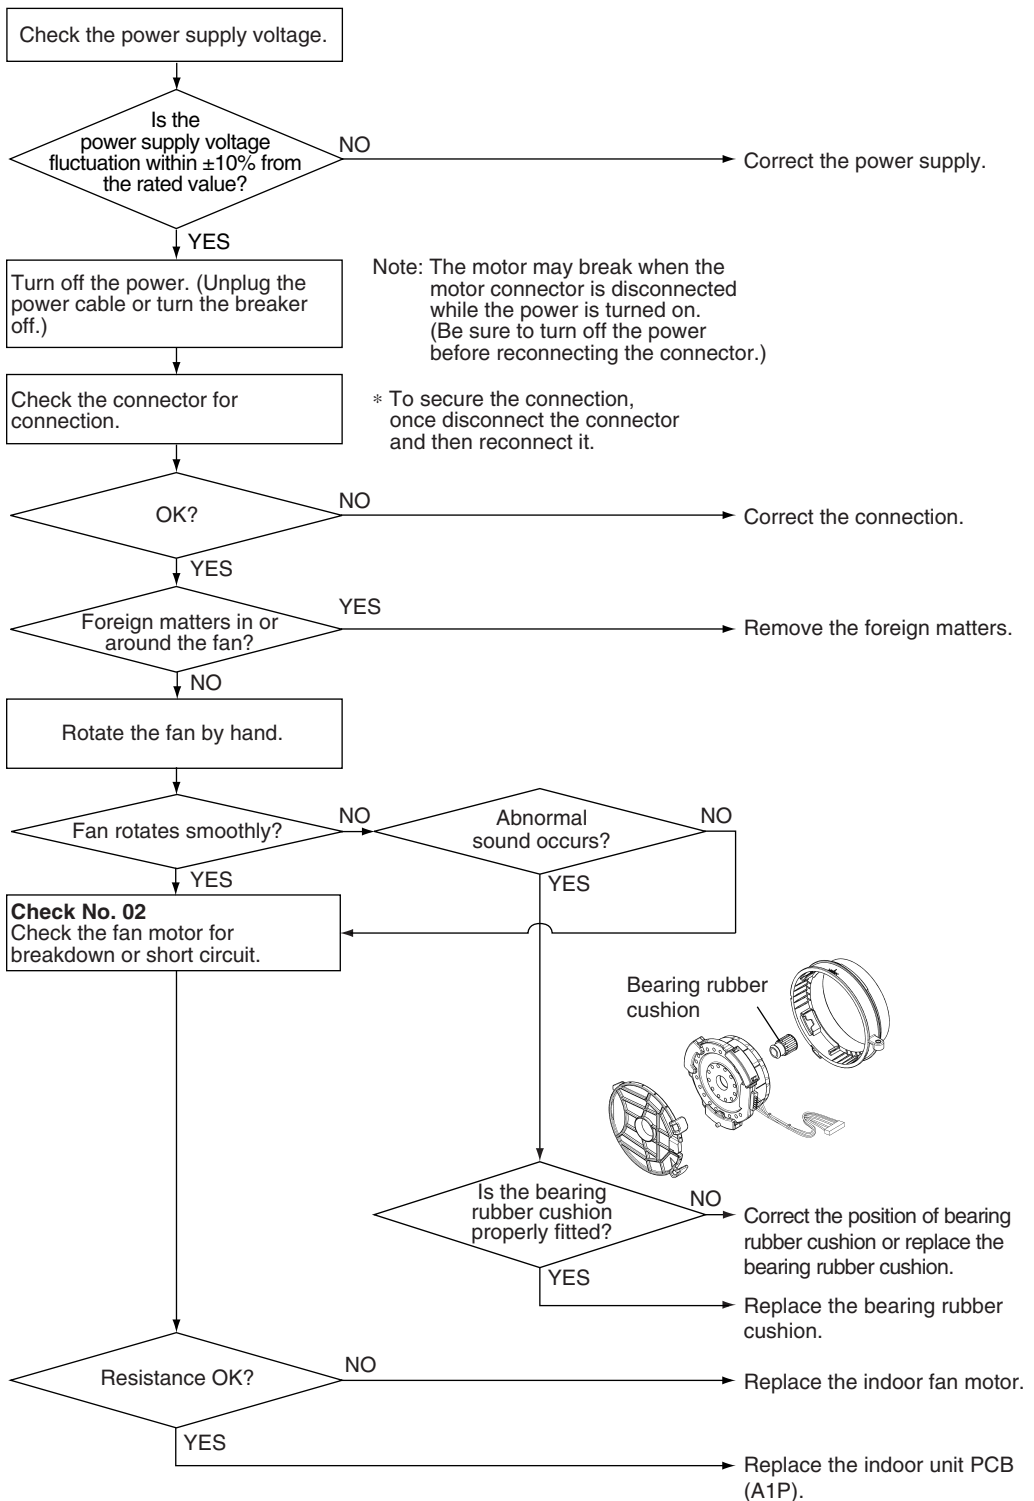 Check the power supply voltage.
Is the
power supply voltage
fluctuation within ±10% from
the rated value?
NO
Correct the power supply.
YES
Turn off the power. (Unplug the
power cable or turn the breaker
off.)
Note: The motor may break when the
motor connector is disconnected
while the power is turned on.
(Be sure to turn off the power
before reconnecting the connector.)
Check the connector for
connection.
* To secure the connection,
once disconnect the connector
and then reconnect it.
OK?
NO
Correct the connection.
YES
Foreign matters in or
around the fan?
YES
Remove the foreign matters.
NO
Rotate the fan by hand.
Fan rotates smoothly?
NO
Abnormal
sound occurs?
NO
YES
YES
Check No. 02
Check the fan motor for
breakdown or short circuit.
Bearing rubber
cushion
Is the bearing
rubber cushion
properly fitted?
NO
Correct the position of bearing
rubber cushion or replace the
bearing rubber cushion.
YES
Replace the bearing rubber
cushion.
Resistance OK?
NO
Replace the indoor fan motor.
YES
Replace the indoor unit PCB
(A1P).